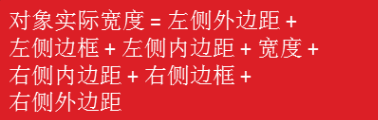 对象实际宽度 = 左侧外边距 +
左侧边框 + 左侧内边距 + 宽度 +
右侧内边距 + 右侧边框 +
右侧外边距